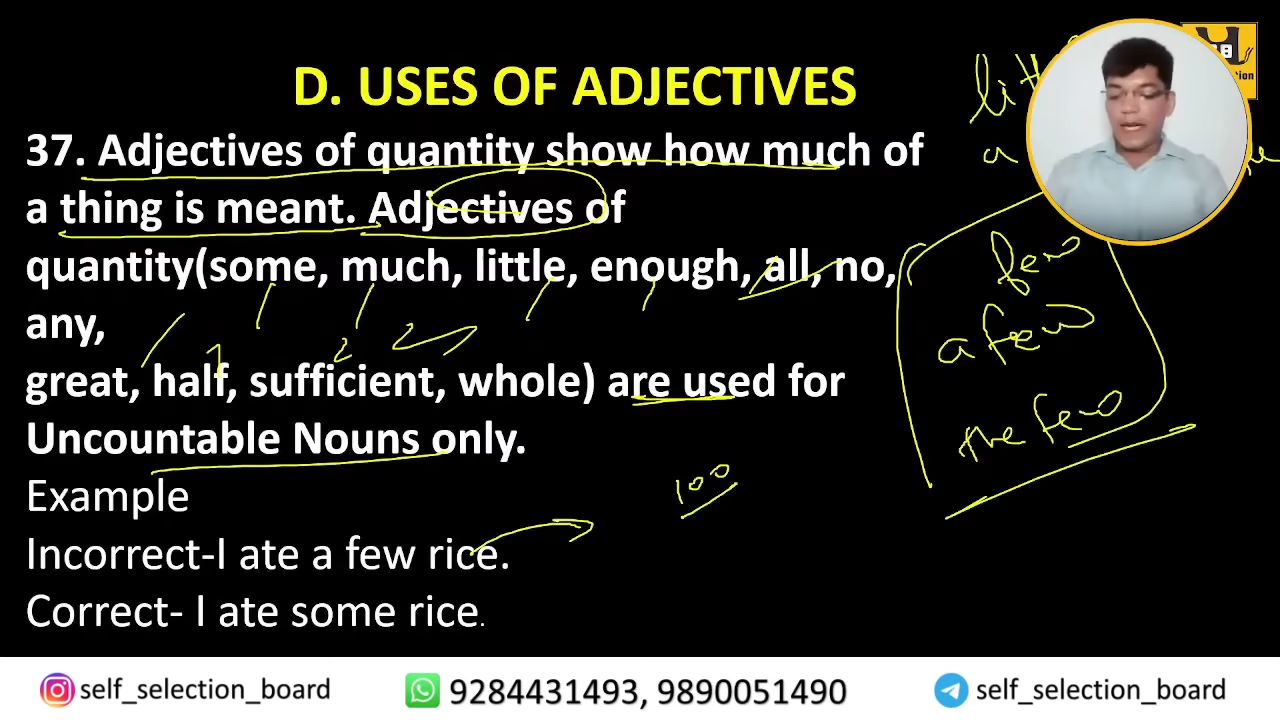 D. USES OF ADJECTIVES
37. Adjectives of quantity show how much of
a thing is meant. Adjectives of
quantity(some, much, little, enough, all, no,
any,
great, half, sufficient, whole) are used for
Uncountable Nouns only.
Example
Incorrect-I ate a few rice.
Correct- I ate some rice.
a
few
a few
the few
100
self_selection_board
9284431493, 9890051490
self_selection_board